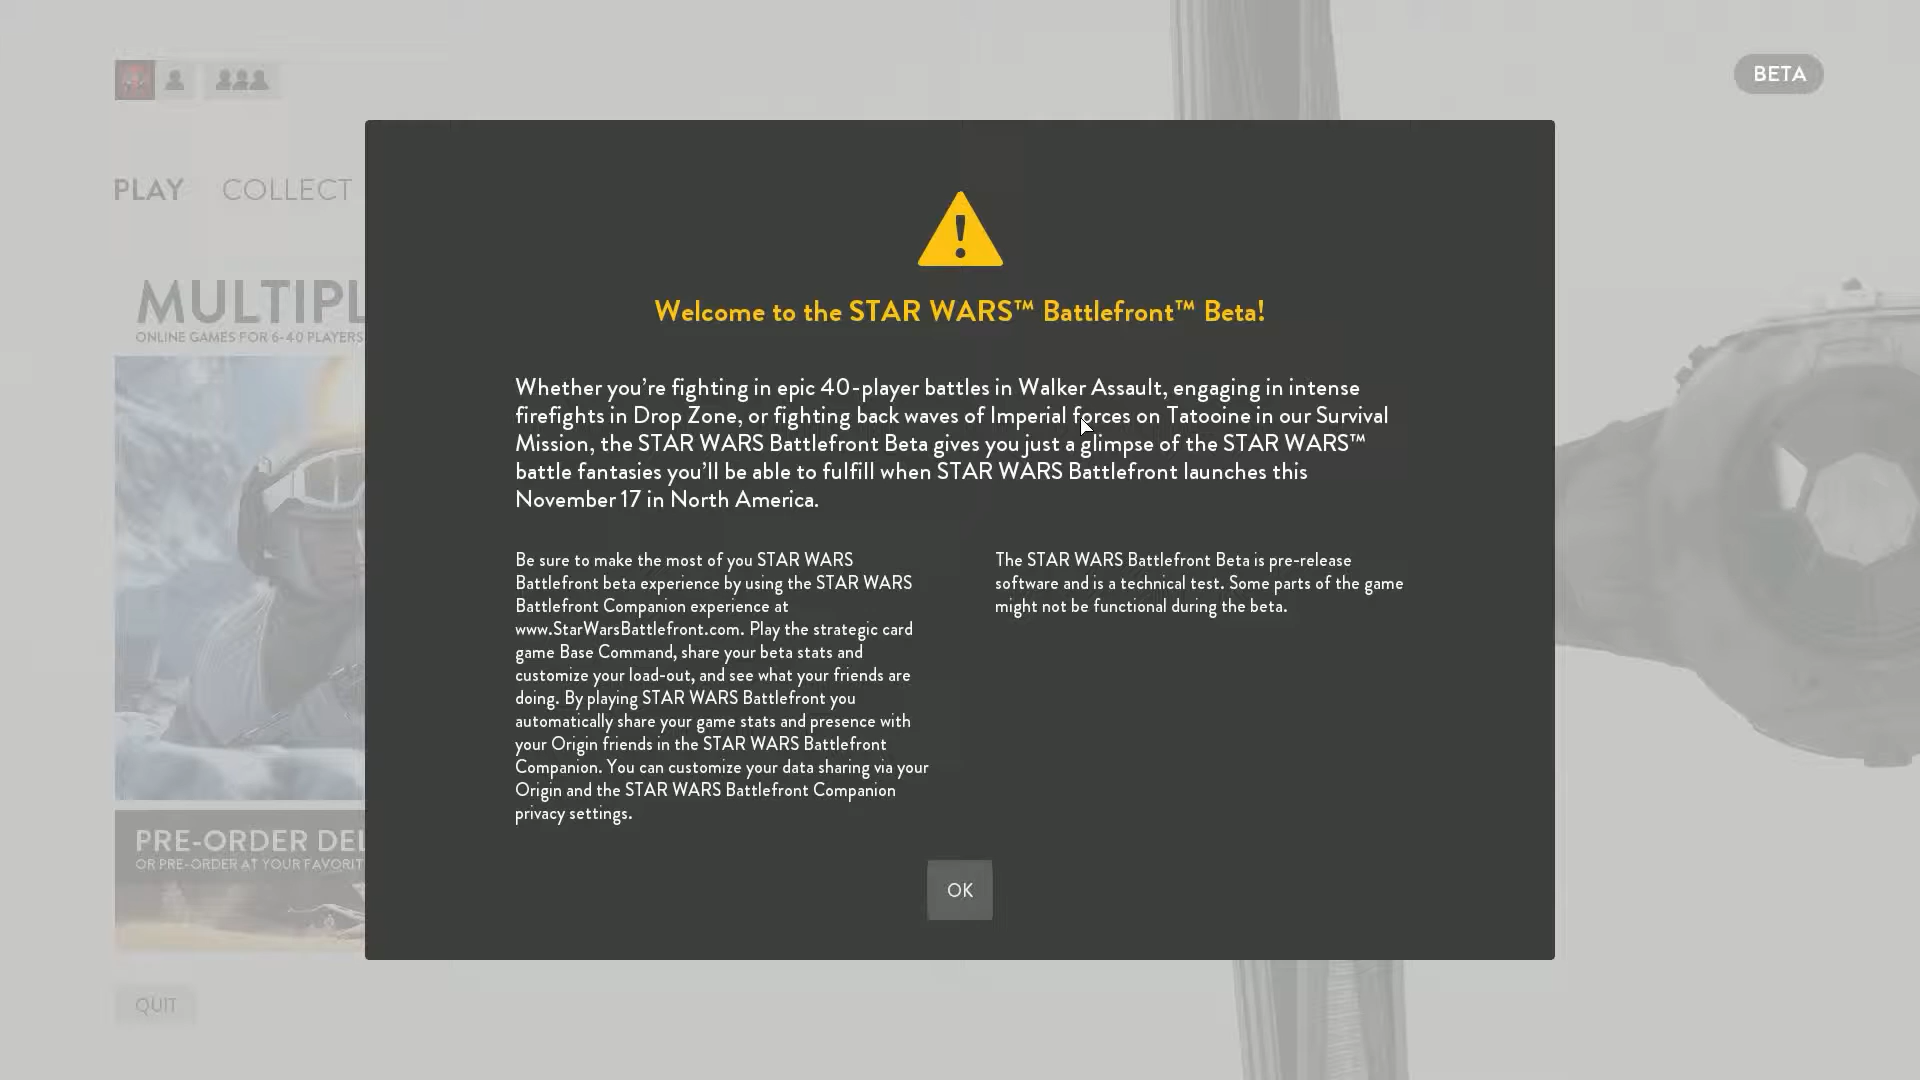 BETA
PLAY COLLECT
MULTIPL
ONLINE GAMES FOR 6-40 PLAYERS
Welcome to the STAR WARS™ Battlefront™ Beta!
Whether you're fighting in epic 40-player battles in Walker Assault, engaging in intense
firefights in Drop Zone, or fighting back waves of Imperial forces on Tatooine in our Survival
Mission, the STAR WARS Battlefront Beta gives you just a glimpse of the STAR WARS™
battle fantasies you'll be able to fulfill when STAR WARS Battlefront launches this
November 17 in North America.
Be sure to make the most of you STAR WARS
Battlefront beta experience by using the STAR WARS
Battlefront Companion experience at
www.StarWarsBattlefront.com. Play the strategic card
game Base Command, share your beta stats and
customize your load-out, and see what your friends are
doing. By playing STAR WARS Battlefront you
automatically share your game stats and presence with
your Origin friends in the STAR WARS Battlefront
Companion. You can customize your data sharing via your
Origin and the STAR WARS Battlefront Companion
privacy settings.
The STAR WARS Battlefront Beta is pre-release
software and is a technical test. Some parts of the game
might not be functional during the beta.
PRE-ORDER DEL
OR PRE-ORDER AT YOUR FAVORIT
OK
QUIT